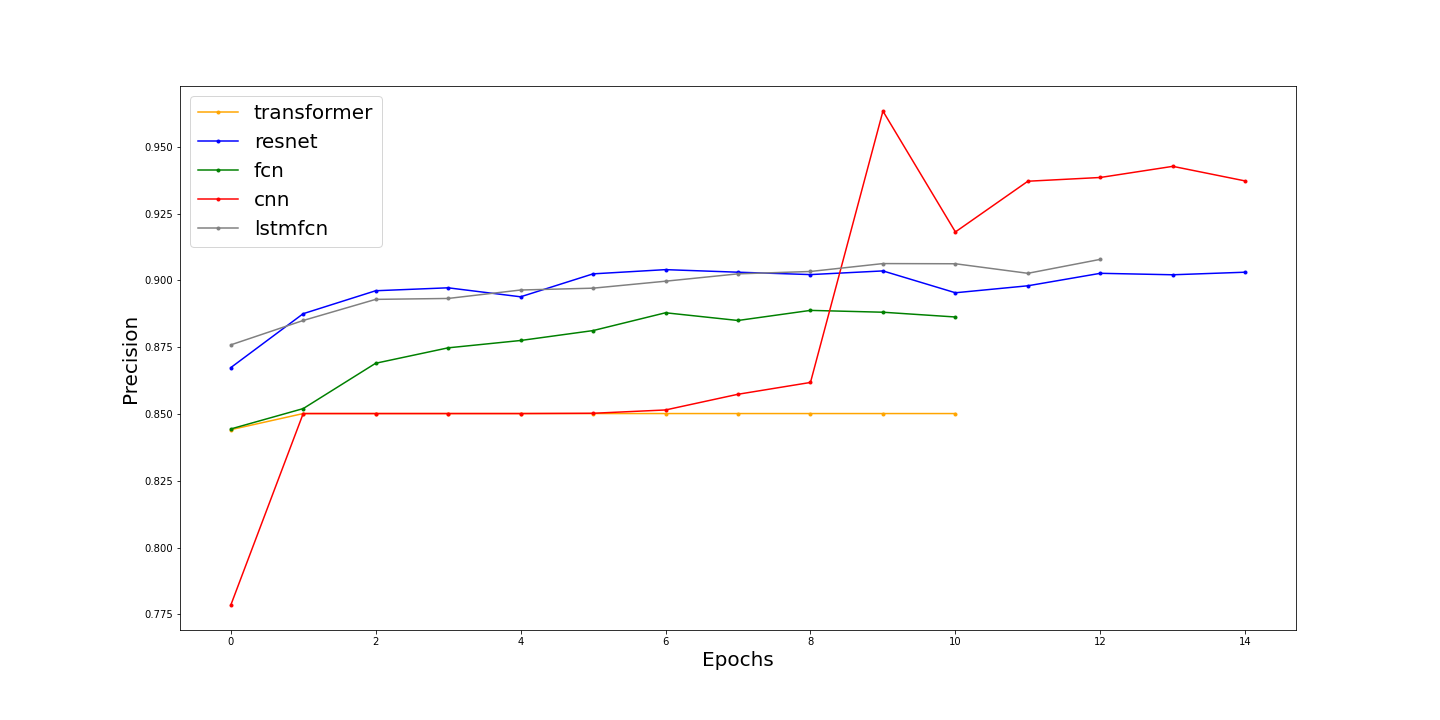 transformer
resnet
fcn
cnn
lstmfcn
Precision
0.950
0.925
0.900
0.875
0.850
0.825
0.800
0.775
0 2 4 6 8 10 12 14
Epochs